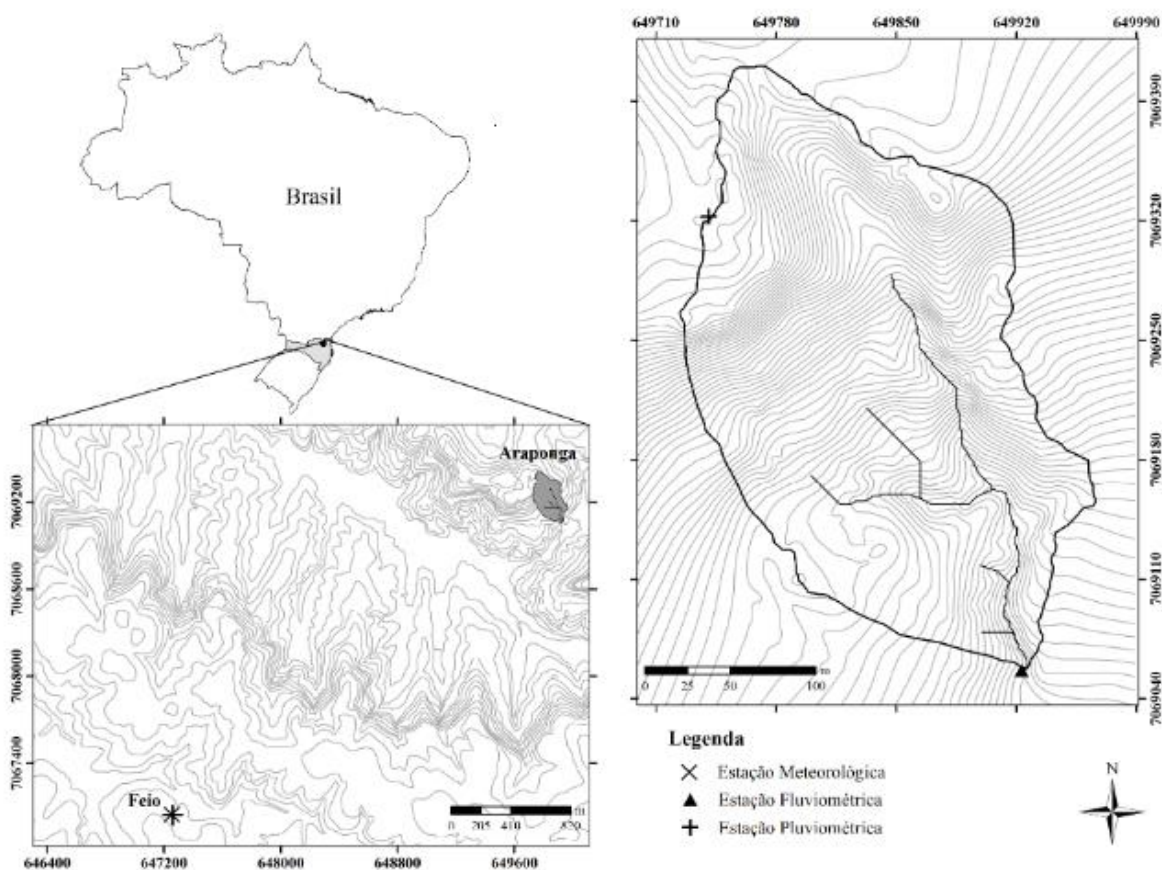 649710 649780 649850 649920 649990
Brasil
7069390
7069320
7069250
7069180
7069110
7069040
0 25 50 100 m
Araponga
7069200
7068600
7068000
7067400
Feio
0 205 410 820 m
646400 647200 648000 648800 649600
Legenda
Estação Meteorológica
Estação Fluviométrica
Estação Pluviométrica
N